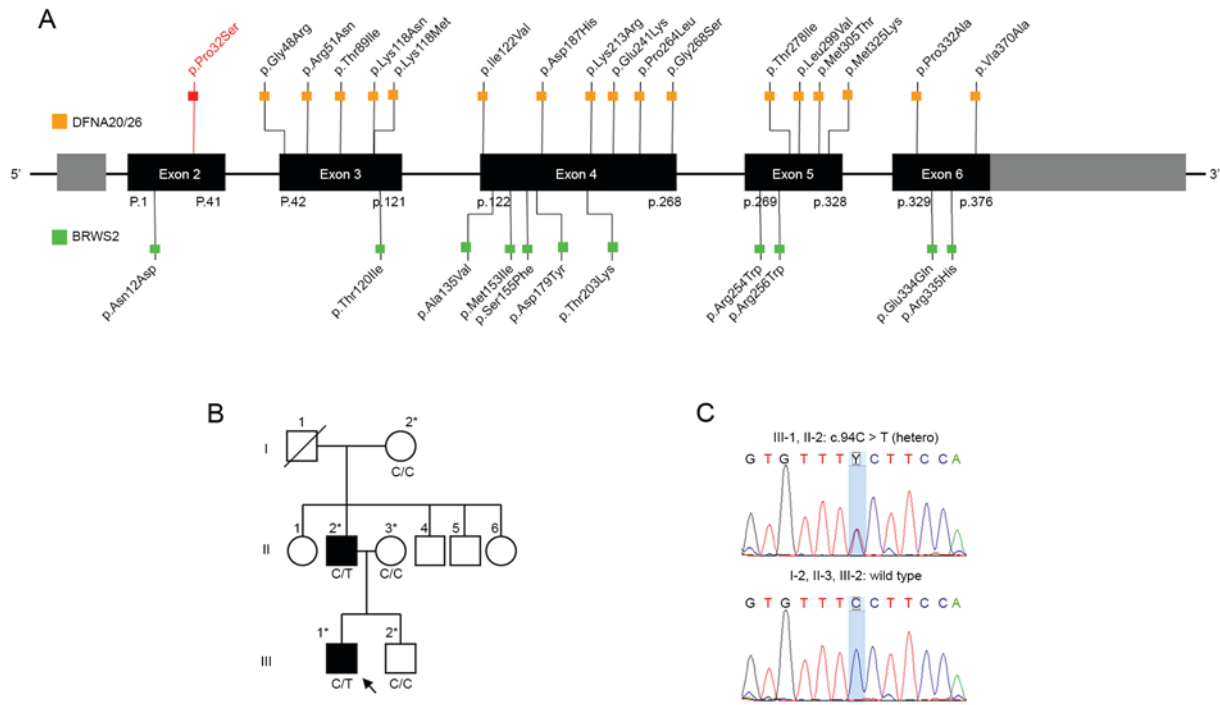 A
p.Pro32Ser
p.Gly48Arg
p.Arg51Asn
p.Thr89Ile
p.Lys118Asn
p.Lys118Met
p.Ile122Val
p.Asp187His
p.Lys213Arg
p.Glu241Lys
p.Pro264Leu
p.Gly268Ser
p.Thr278Ile
p.Leu299Val
p.Met305Thr
p.Met325Lys
p.Pro332Ala
p.Vla370Ala
DFNA20/26
5' Exon 2 Exon 3 Exon 4 Exon 5 Exon 6 3'
P.1 P.41 P.42 p.121 p.122 p.268 p.269 p.328 p.329 p.376
BRWS2
p.Asn12Asp
p.Thr120Ile
p.Ala135Val
p.Met153Ile
p.Ser155Phe
p.Asp179Tyr
p.Thr203Lys
p.Arg254Trp
p.Arg256Trp
p.Glu334Gln
p.Arg335His
B
I 1 2*
C/C
II 1 2* 3* 4 5 6
C/T C/C
III 1* 2*
C/T C/C
C
III-1, II-2: c.94C > T (hetero)
G T G T T T Y C T T C C A
I-2, II-3, III-2: wild type
G T G T T T C C T T C C A